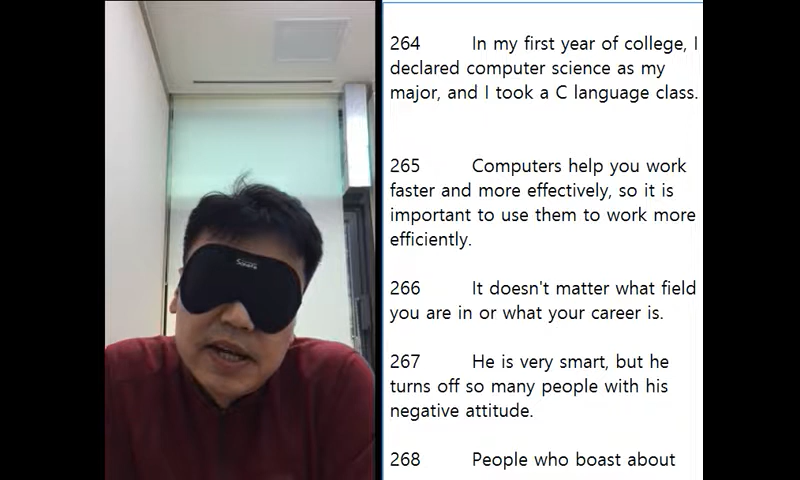 264 In my first year of college, I
declared computer science as my
major, and I took a C language class.
265 Computers help you work
faster and more effectively, so it is
important to use them to work more
efficiently.
266 It doesn't matter what field
you are in or what your career is.
267 He is very smart, but he
turns off so many people with his
negative attitude.
268 People who boast about